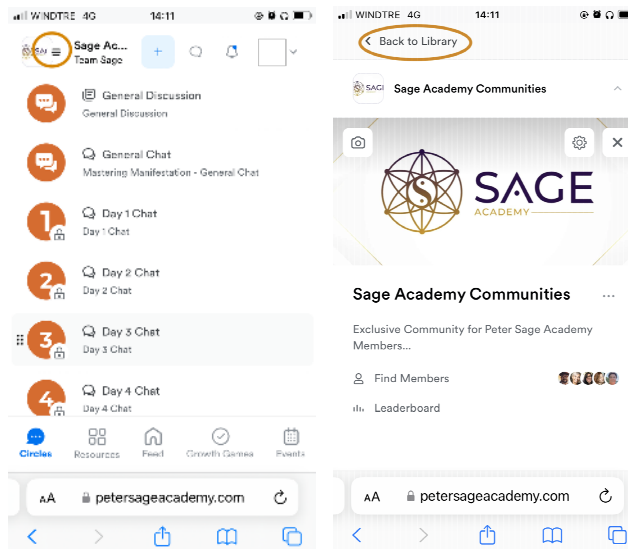 WINDTRE 4G 14:11
Sage Ac...
Team Sage
General Discussion
General Discussion
General Chat
Mastering Manifestation - General Chat
1
Day 1 Chat
Day 1 Chat
2
Day 2 Chat
Day 2 Chat
3
Day 3 Chat
Day 3 Chat
4
Day 4 Chat
Day 4 Chat
Circles Resources Feed Growth Games Events
AA petersageacademy.com
WINDTRE 4G 14:11
Back to Library
SAGE
Sage Academy Communities
SAGE
ACADEMY
Sage Academy Communities
Exclusive Community for Peter Sage Academy
Members...
Find Members
Leaderboard
AA petersageacademy.com